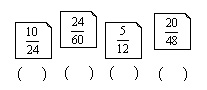 10/24 24/60 5/12 20/48
( ) ( ) ( ) ( )